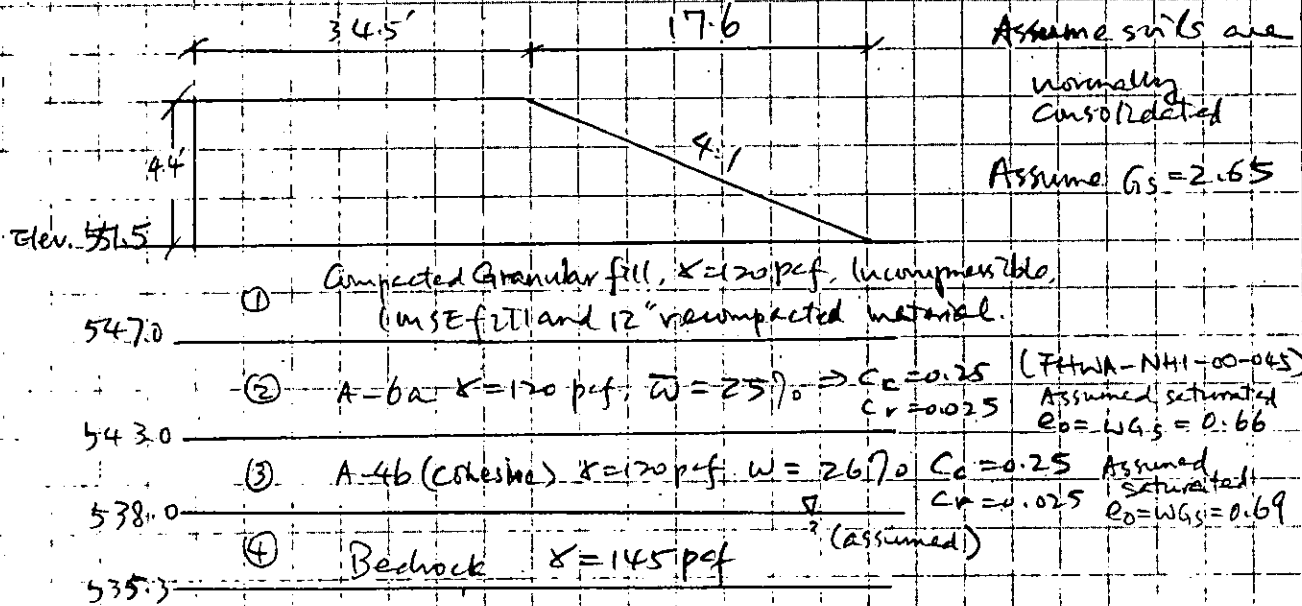 34.5' 17.6
Assume soils are
normally
consolidated
4.4'
4:1
Assume Gs = 2.65
Elev. 551.5
① Compacted Granular fill, γ=120 pcf, Incompressible,
(MSE fill and 12" recompacted material.
547.0
② A-6a γ=120 pcf, w̅=25% ⇒ Cc=0.25 (FHWA-NHI-00-045)
Cr=0.025 Assumed saturated
e0=wGs=0.66
543.0
③ A-4b (Cohesive) γ=120 pcf w=26% Cc=0.25 Assumed
saturated
Cr=0.025 e0=wGs=0.69
538.0
? (assumed)
④ Bedrock γ=145 pcf
535.3